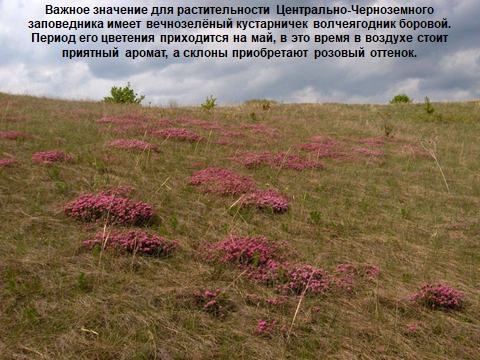 Важное значение для растительности Центрально-Черноземного
заповедника имеет вечнозелёный кустарничек волчеягодник боровой.
Период его цветения приходится на май, в это время в воздухе стоит
приятный аромат, а склоны приобретают розовый оттенок.